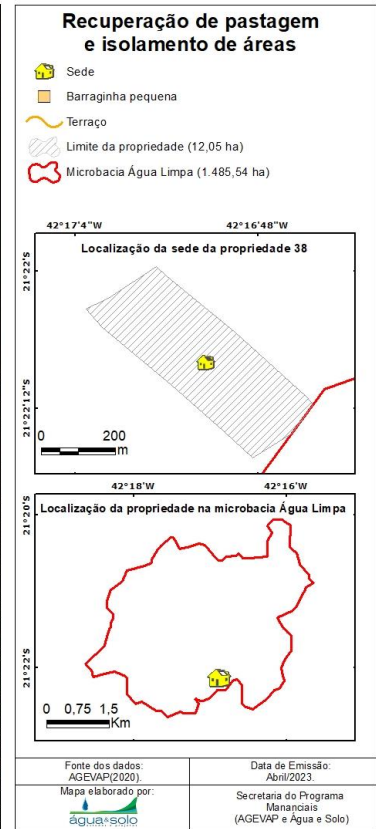 Recuperação de pastagem
e isolamento de áreas
Sede
Barraginha pequena
Terraço
Limite da propriedade (12,05 ha)
Microbacia Água Limpa (1.485,54 ha)
42°17'4"W 42°16'48"W
Localização da sede da propriedade 38
21°22'S
21°22'12"S
0 200
m
42°18'W 42°16'W
Localização da propriedade na microbacia Água Limpa
21°20'S
21°22'S
0 0,75 1,5
Km
Fonte dos dados:
AGEVAP(2020).
Data de Emissão:
Abril/2023.
Mapa elaborado por:
água&solo
Secretaria do Programa
Mananciais
(AGEVAP e Água e Solo)